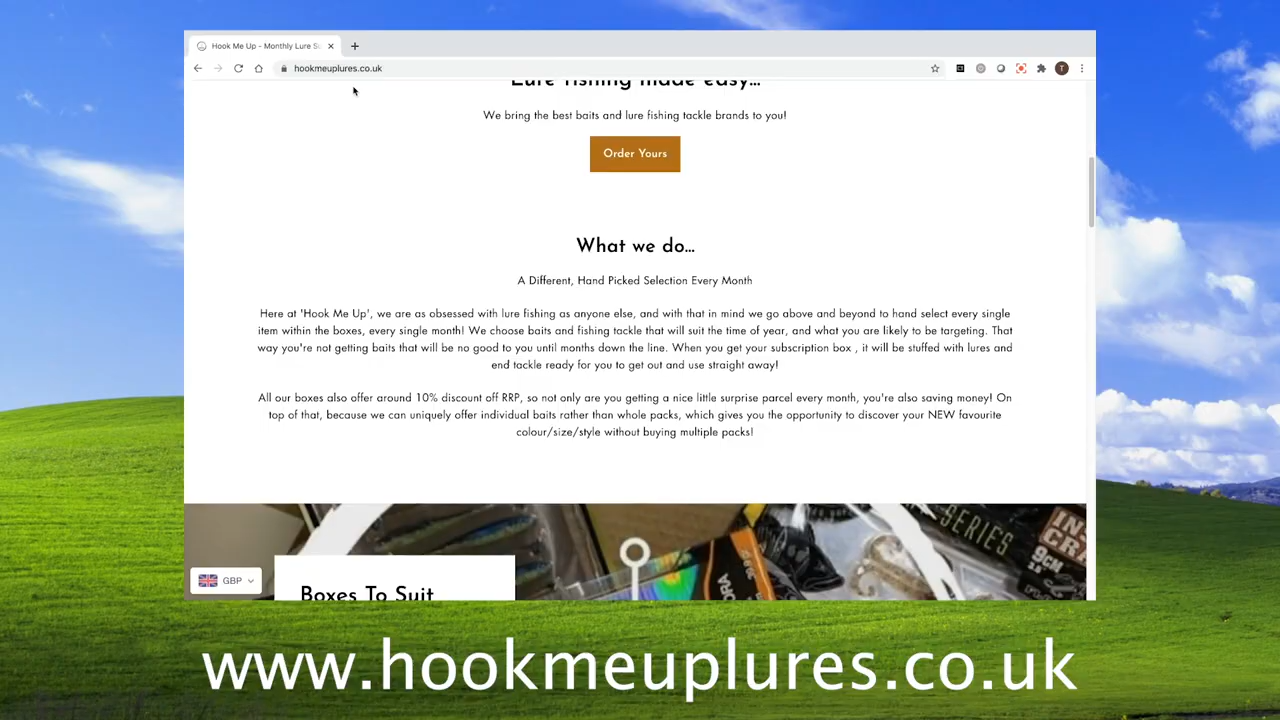 Hook Me Up - Monthly Lure Su
hookmeuplures.co.uk
T
Lure fishing made easy...
We bring the best baits and lure fishing tackle brands to you!
Order Yours
What we do...
A Different, Hand Picked Selection Every Month
Here at 'Hook Me Up', we are as obsessed with lure fishing as anyone else, and with that in mind we go above and beyond to hand select every single
item within the boxes, every single month! We choose baits and fishing tackle that will suit the time of year, and what you are likely to be targeting. That
way you're not getting baits that will be no good to you until months down the line. When you get your subscription box , it will be stuffed with lures and
end tackle ready for you to get out and use straight away!
All our boxes also offer around 10% discount off RRP, so not only are you getting a nice little surprise parcel every month, you're also saving money! On
top of that, because we can uniquely offer individual baits rather than whole packs, which gives you the opportunity to discover your NEW favourite
colour/size/style without buying multiple packs!
SERIES
9CM
GBP
Boxes To Suit
www.hookmeuplures.co.uk